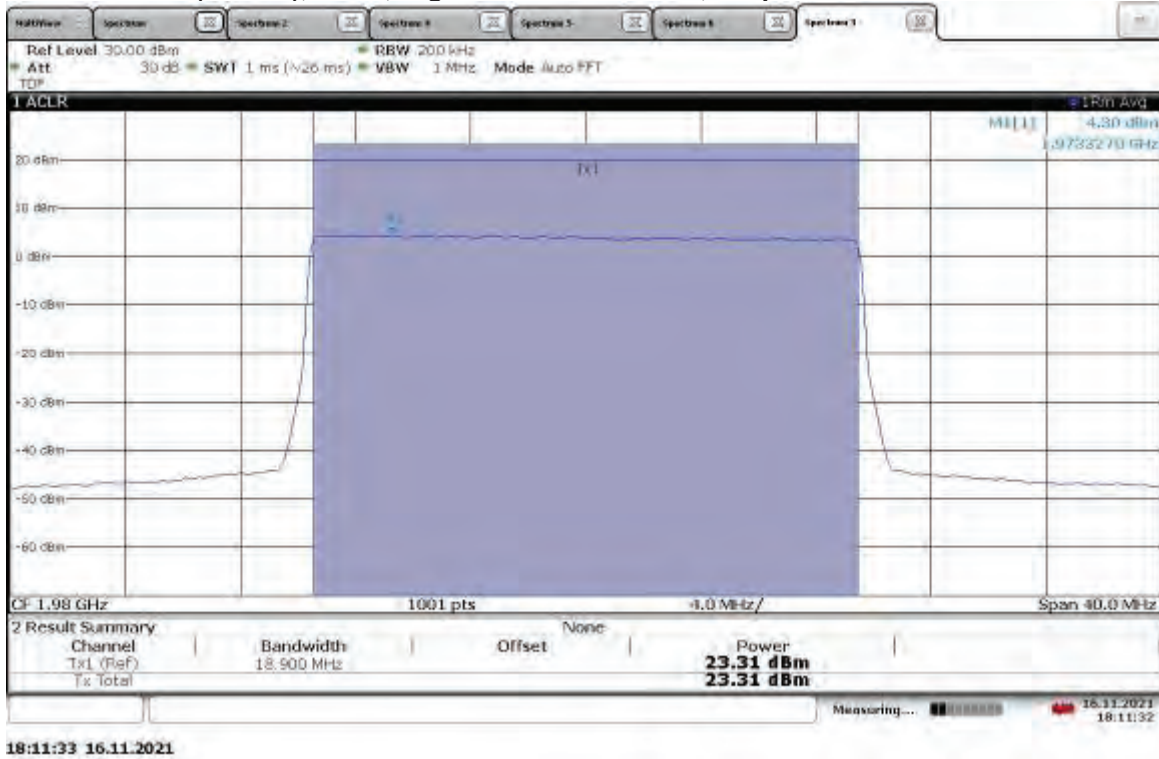 MultiView Spectrum Spectrum 2 Spectrum 4 Spectrum 5 Spectrum 6
Ref Level 30.00 dBm RBW 200 kHz
Att 30 dB SWT 1 ms (~26 ms) VBW 1 MHz Mode Auto FFT
TDF
1 ACLR 1Rm Avg
M1[1] 4.30 dBm
1.9733270 GHz
20 dBm
Tx1
10 dBm
0 dBm
-10 dBm
-20 dBm
-30 dBm
-40 dBm
-50 dBm
-60 dBm
CF 1.98 GHz 1001 pts 4.0 MHz/ Span 40.0 MHz
2 Result Summary None
Channel Bandwidth Offset Power
Tx1 (Ref) 18.900 MHz 23.31 dBm
Tx Total 23.31 dBm
Measuring... 16.11.2021
18:11:32
18:11:33 16.11.2021